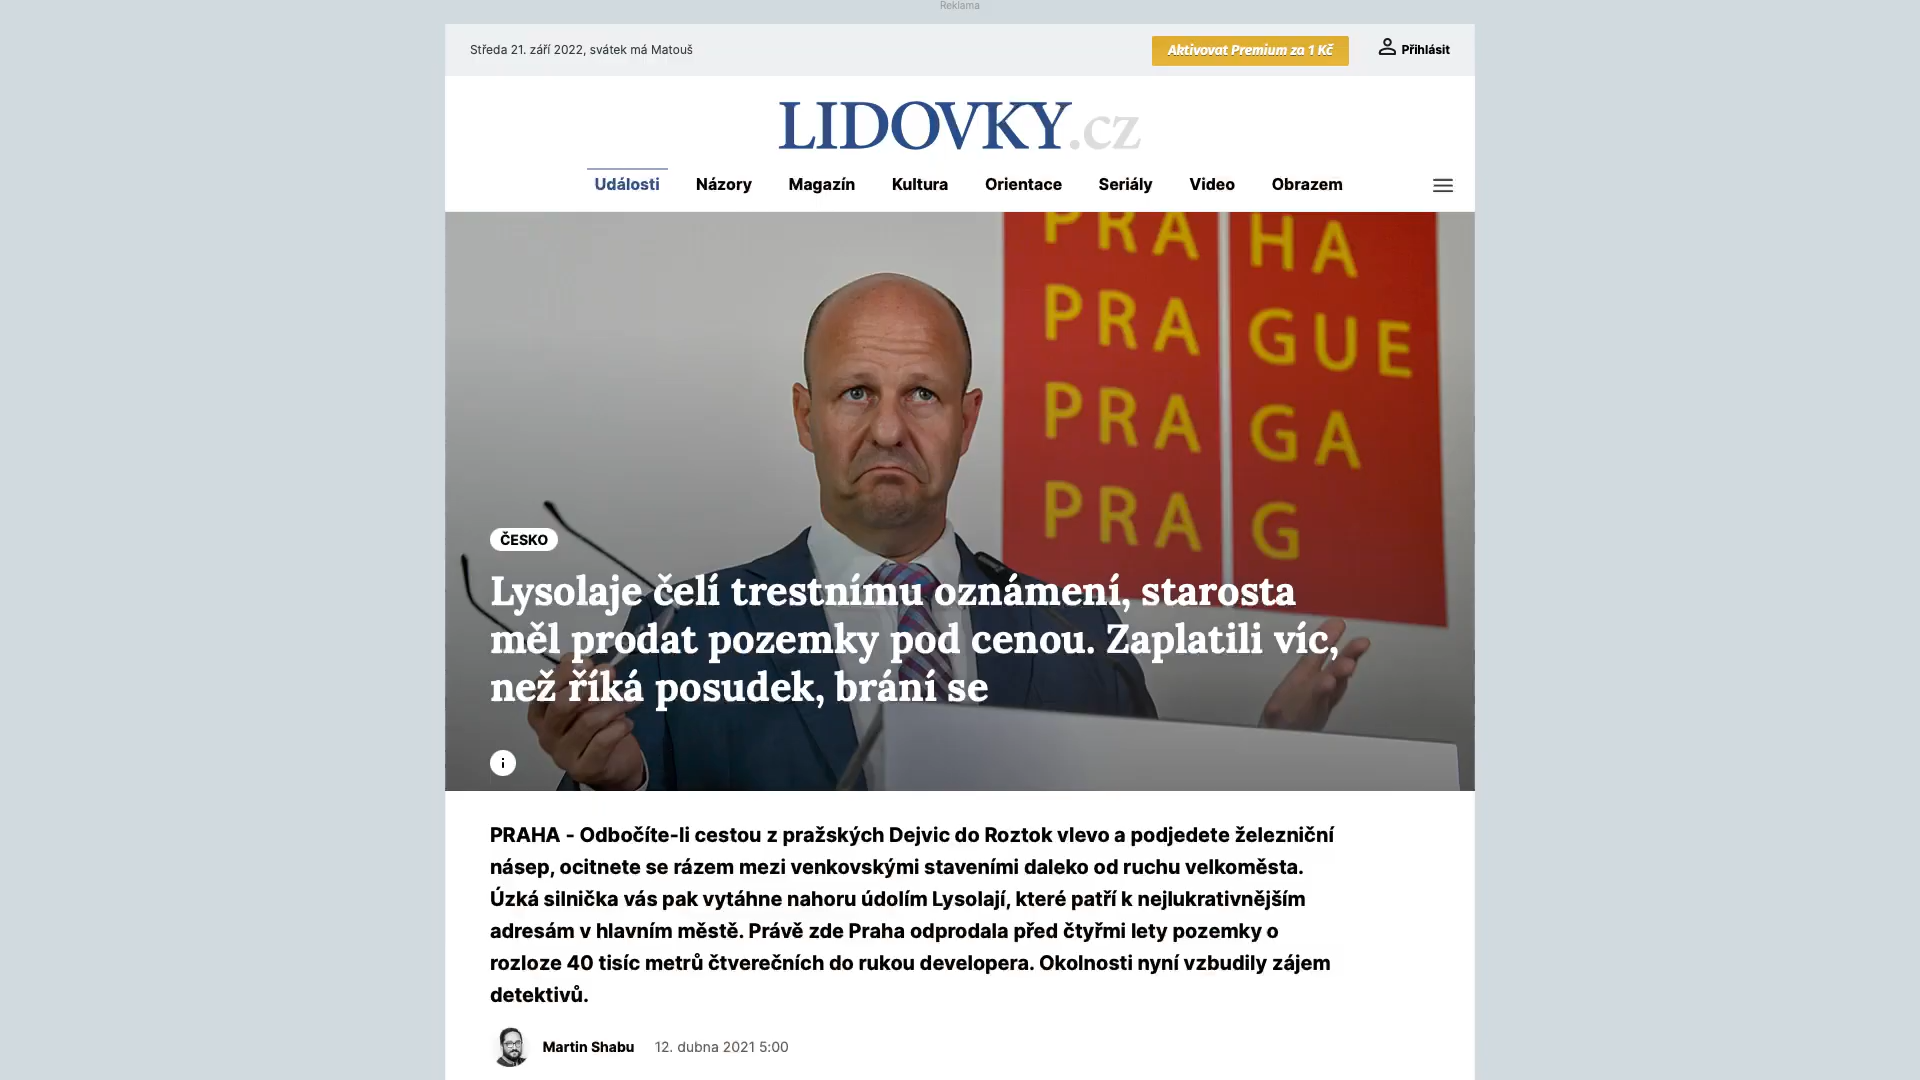 Reklama
Středa 21. září 2022, svátek má Matouš
Aktivovat Premium za 1 Kč
Přihlásit
LIDOVKY.cz
Události Názory Magazín Kultura Orientace Seriály Video Obrazem
PRA HA
PRA GUE
PRA GA
PRA G
ČESKO
Lysolaje čelí trestnímu oznámení, starosta
měl prodat pozemky pod cenou. Zaplatili víc,
než říká posudek, brání se
i
PRAHA - Odbočíte-li cestou z pražských Dejvic do Roztok vlevo a podjedete železniční
násep, ocitnete se rázem mezi venkovskými staveními daleko od ruchu velkoměsta.
Úzká silnička vás pak vytáhne nahoru údolím Lysolají, které patří k nejlukrativnějším
adresám v hlavním městě. Právě zde Praha odprodala před čtyřmi lety pozemky o
rozloze 40 tisíc metrů čtverečních do rukou developera. Okolnosti nyní vzbudily zájem
detektivů.
Martin Shabu 12. dubna 2021 5:00